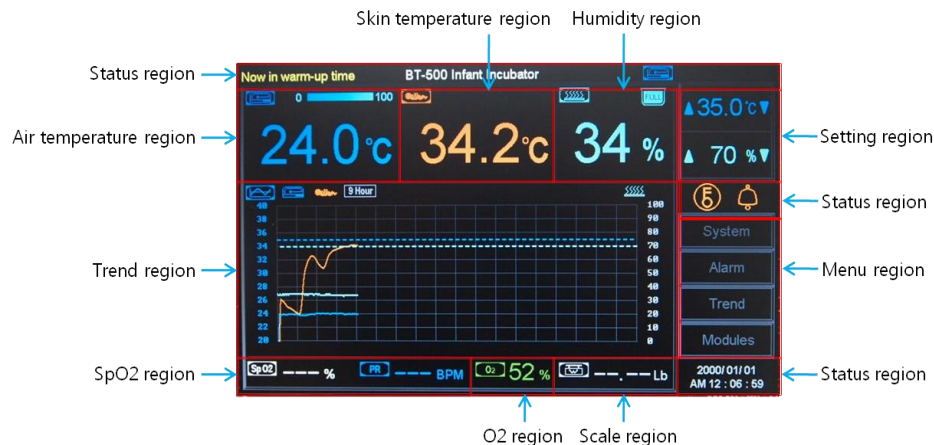 Skin temperature region
Humidity region
Status region
Now in warm-up time
BT-500 Infant Incubator
Air temperature region
0
100
FULL
24.0°C
34.2°C
34 %
35.0°C
70 %
Setting region
Status region
9 Hour
40
38
36
34
32
30
28
26
24
22
20
100
90
80
70
60
50
40
30
20
10
0
Trend region
System
Alarm
Trend
Modules
Menu region
SpO2 region
SpO2
--- %
PR
--- BPM
O2
52 %
--.-- Lb
2000/01/01
AM 12 : 06 : 59
Status region
O2 region
Scale region